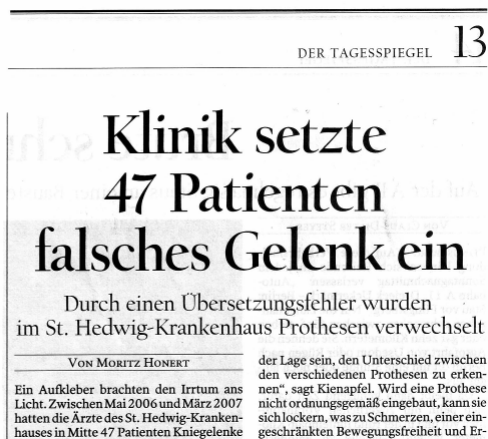 DER TAGESSPIEGEL 13
Klinik setzte
47 Patienten
falsches Gelenk ein
Durch einen Übersetzungsfehler wurden
im St. Hedwig-Krankenhaus Prothesen verwechselt
VON MORITZ HONERT
Ein Aufkleber brachten den Irrtum ans
Licht. Zwischen Mai 2006 und März 2007
hatten die Ärzte des St. Hedwig-Kranken-
hauses in Mitte 47 Patienten Kniegelenke
der Lage sein, den Unterschied zwischen
den verschiedenen Prothesen zu erken-
nen“, sagt Kienapfel. Wird eine Prothese
nicht ordnungsgemäß eingebaut, kann sie
sich lockern, was zu Schmerzen, einer ein-
geschränkten Bewegungsfreiheit und Er-